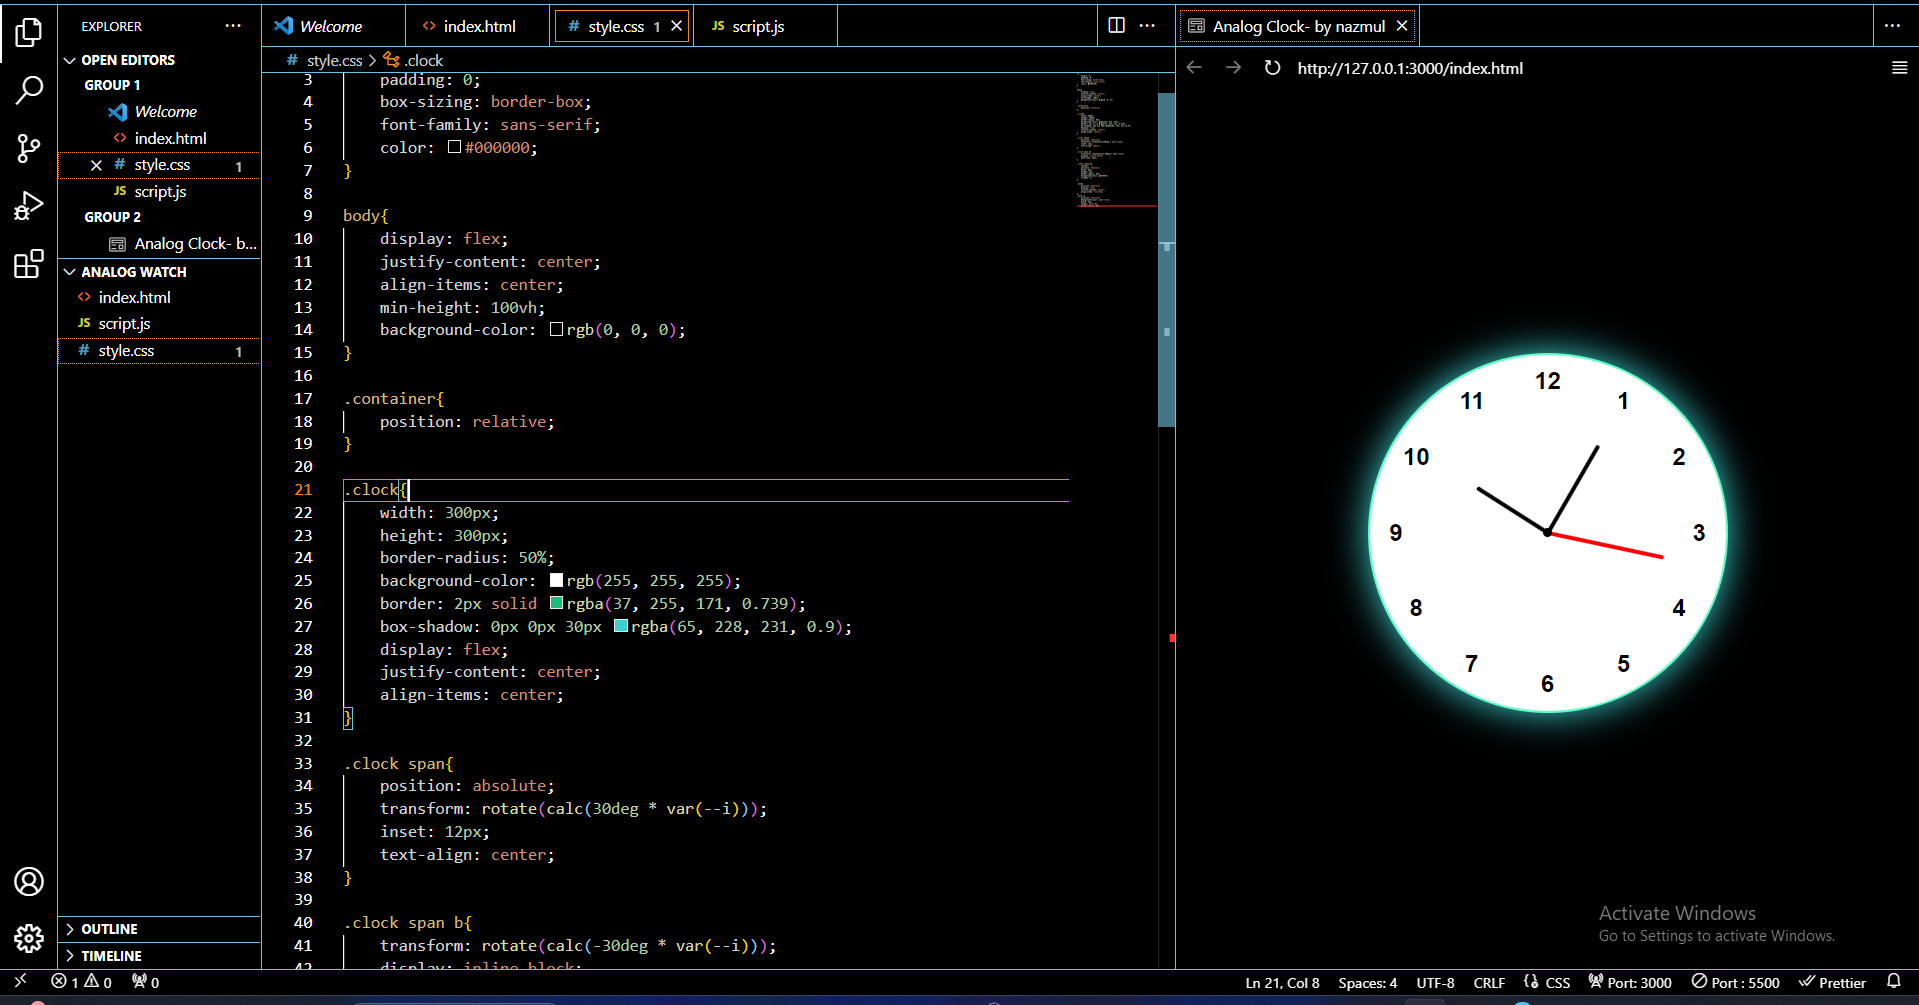 EXPLORER
OPEN EDITORS
GROUP 1
Welcome
index.html
style.css 1
script.js
GROUP 2
Analog Clock- b...
ANALOG WATCH
index.html
script.js
style.css 1
OUTLINE
TIMELINE
Welcome
index.html
style.css 1
script.js
style.css > .clock
3 padding: 0;
4 box-sizing: border-box;
5 font-family: sans-serif;
6 color: #000000;
7 }
8
9 body{
10 display: flex;
11 justify-content: center;
12 align-items: center;
13 min-height: 100vh;
14 background-color: rgb(0, 0, 0);
15 }
16
17 .container{
18 position: relative;
19 }
20
21 .clock{
22 width: 300px;
23 height: 300px;
24 border-radius: 50%;
25 background-color: rgb(255, 255, 255);
26 border: 2px solid rgba(37, 255, 171, 0.739);
27 box-shadow: 0px 0px 30px rgba(65, 228, 231, 0.9);
28 display: flex;
29 justify-content: center;
30 align-items: center;
31 }
32
33 .clock span{
34 position: absolute;
35 transform: rotate(calc(30deg * var(--i)));
36 inset: 12px;
37 text-align: center;
38 }
39
40 .clock span b{
41 transform: rotate(calc(-30deg * var(--i)));
42 display: inline-block;
Analog Clock- by nazmul
http://127.0.0.1:3000/index.html
12
1
2
3
4
5
6
7
8
9
10
11
Activate Windows
Go to Settings to activate Windows.
1 0 0
Ln 21, Col 8 Spaces: 4 UTF-8 CRLF CSS Port: 3000 Port : 5500 Prettier